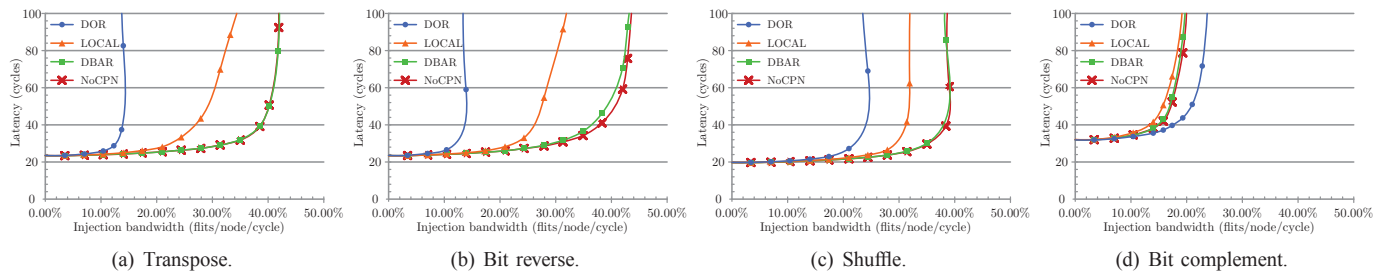 100
80
60
40
20
0
Latency (cycles)
DOR
LOCAL
DBAR
NoCPN
0.00%
10.00%
20.00%
30.00%
40.00%
50.00%
Injection bandwidth (flits/node/cycle)
(a) Transpose.
100
80
60
40
20
0
Latency (cycles)
DOR
LOCAL
DBAR
NoCPN
0.00%
10.00%
20.00%
30.00%
40.00%
50.00%
Injection bandwidth (flits/node/cycle)
(b) Bit reverse.
100
80
60
40
20
0
Latency (cycles)
DOR
LOCAL
DBAR
NoCPN
0.00%
10.00%
20.00%
30.00%
40.00%
50.00%
Injection bandwidth (flits/node/cycle)
(c) Shuffle.
100
80
60
40
20
0
Latency (cycles)
DOR
LOCAL
DBAR
NoCPN
0.00%
10.00%
20.00%
30.00%
40.00%
50.00%
Injection bandwidth (flits/node/cycle)
(d) Bit complement.